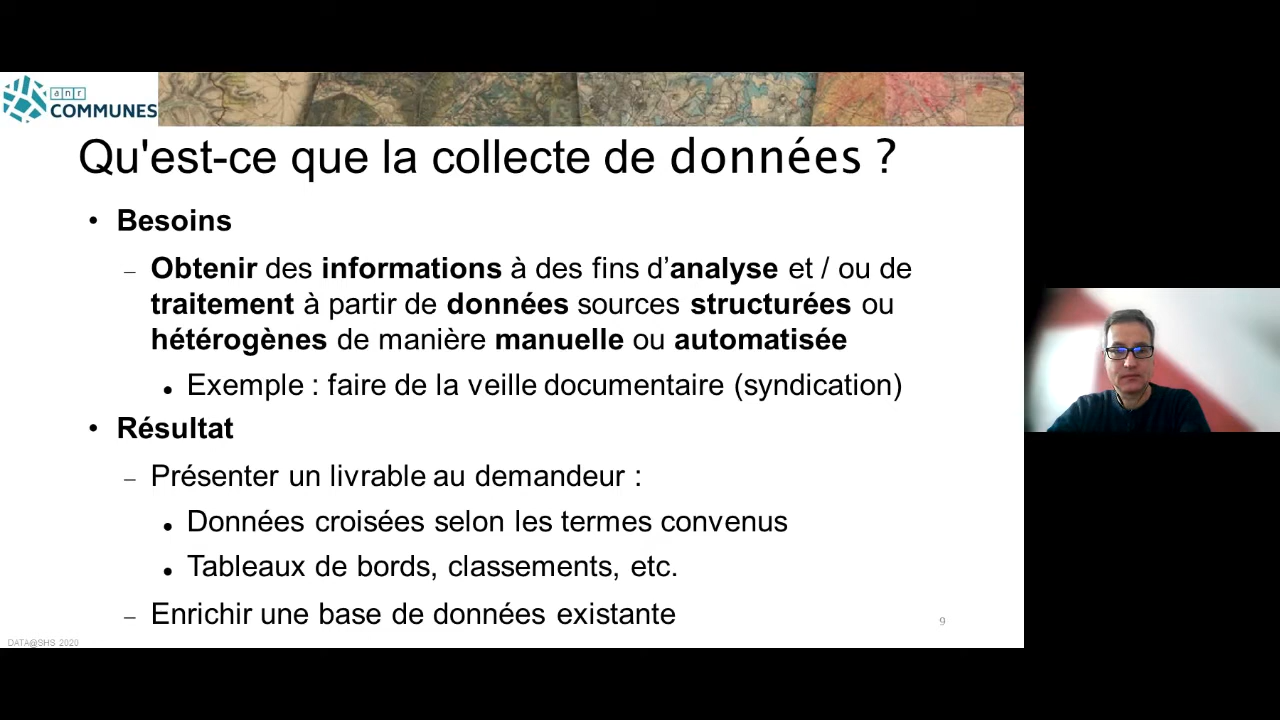 anr
COMMUNES
Qu'est-ce que la collecte de données ?
• Besoins
– Obtenir des informations à des fins d’analyse et / ou de
traitement à partir de données sources structurées ou
hétérogènes de manière manuelle ou automatisée
• Exemple : faire de la veille documentaire (syndication)
• Résultat
– Présenter un livrable au demandeur :
• Données croisées selon les termes convenus
• Tableaux de bords, classements, etc.
– Enrichir une base de données existante
9
DATA@SHS 2020